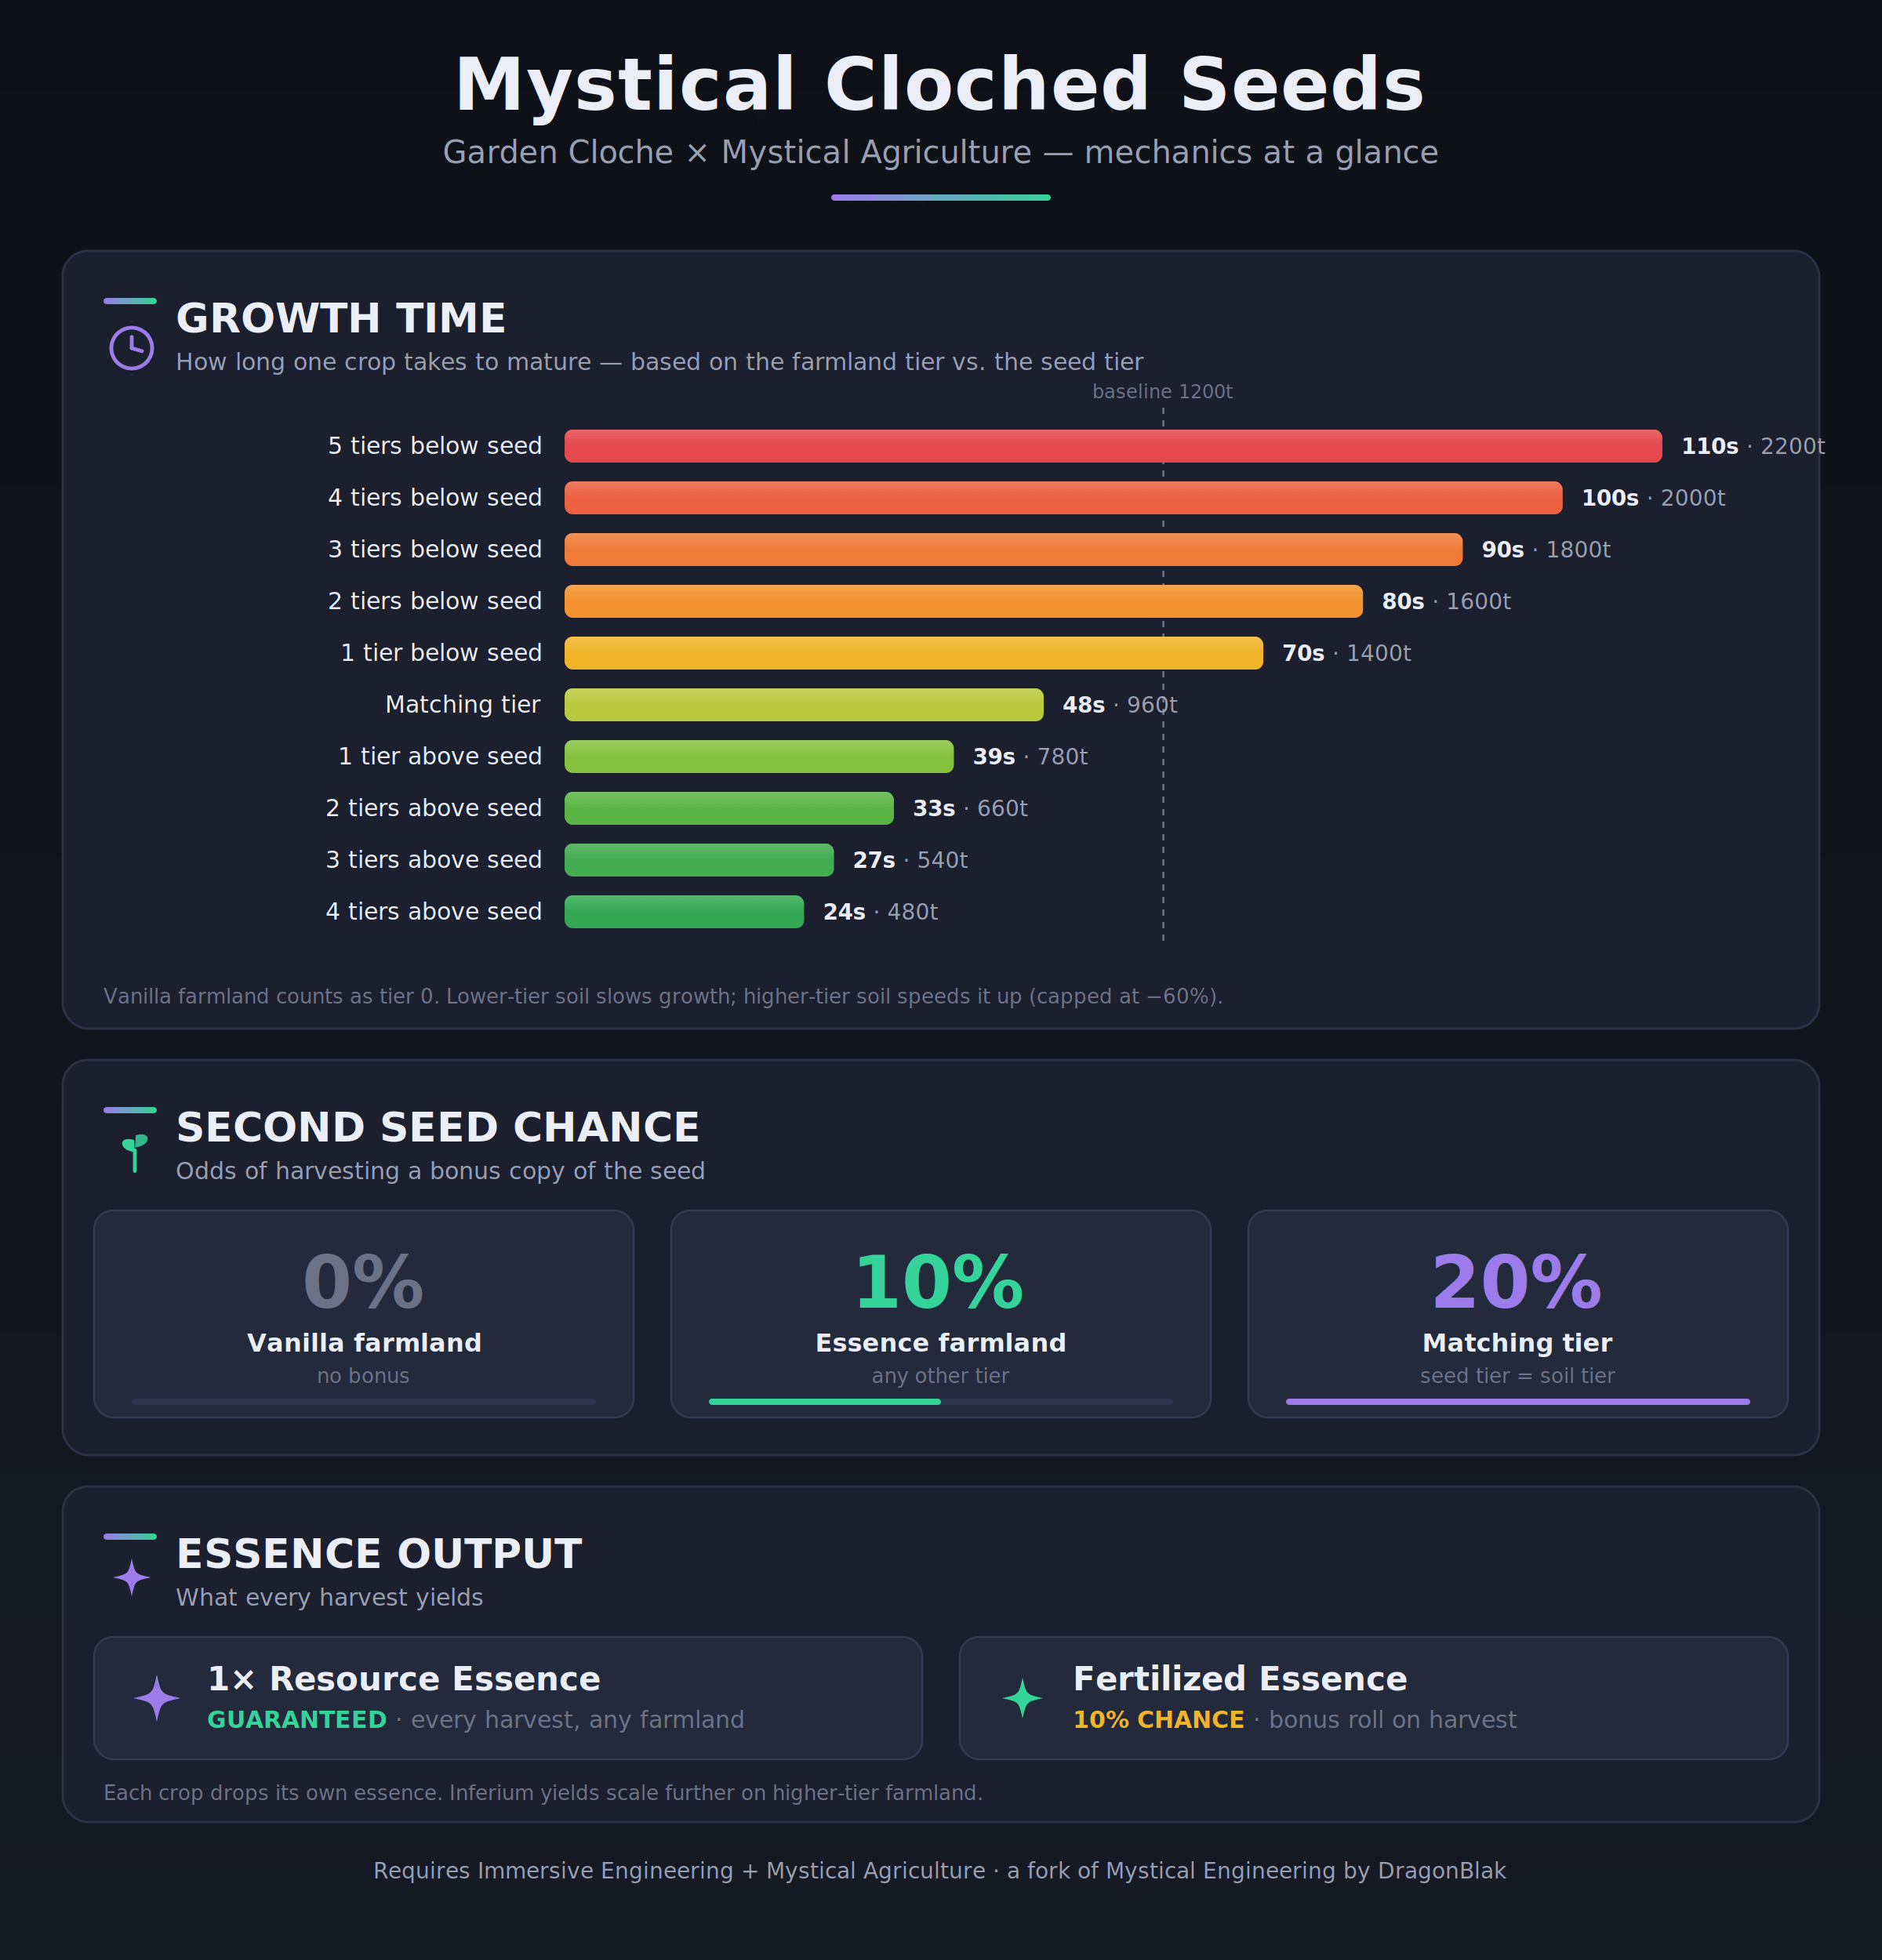 Mystical Cloched Seeds
Garden Cloche × Mystical Agriculture — mechanics at a glance
GROWTH TIME
How long one crop takes to mature — based on the farmland tier vs. the seed tier
baseline 1200t
5 tiers below seed 110s · 2200t
4 tiers below seed 100s · 2000t
3 tiers below seed 90s · 1800t
2 tiers below seed 80s · 1600t
1 tier below seed 70s · 1400t
Matching tier 48s · 960t
1 tier above seed 39s · 780t
2 tiers above seed 33s · 660t
3 tiers above seed 27s · 540t
4 tiers above seed 24s · 480t
Vanilla farmland counts as tier 0. Lower-tier soil slows growth; higher-tier soil speeds it up (capped at −60%).
SECOND SEED CHANCE
Odds of harvesting a bonus copy of the seed
0%
Vanilla farmland
no bonus
10%
Essence farmland
any other tier
20%
Matching tier
seed tier = soil tier
ESSENCE OUTPUT
What every harvest yields
1× Resource Essence
GUARANTEED · every harvest, any farmland
Fertilized Essence
10% CHANCE · bonus roll on harvest
Each crop drops its own essence. Inferium yields scale further on higher-tier farmland.
Requires Immersive Engineering + Mystical Agriculture · a fork of Mystical Engineering by DragonBlak